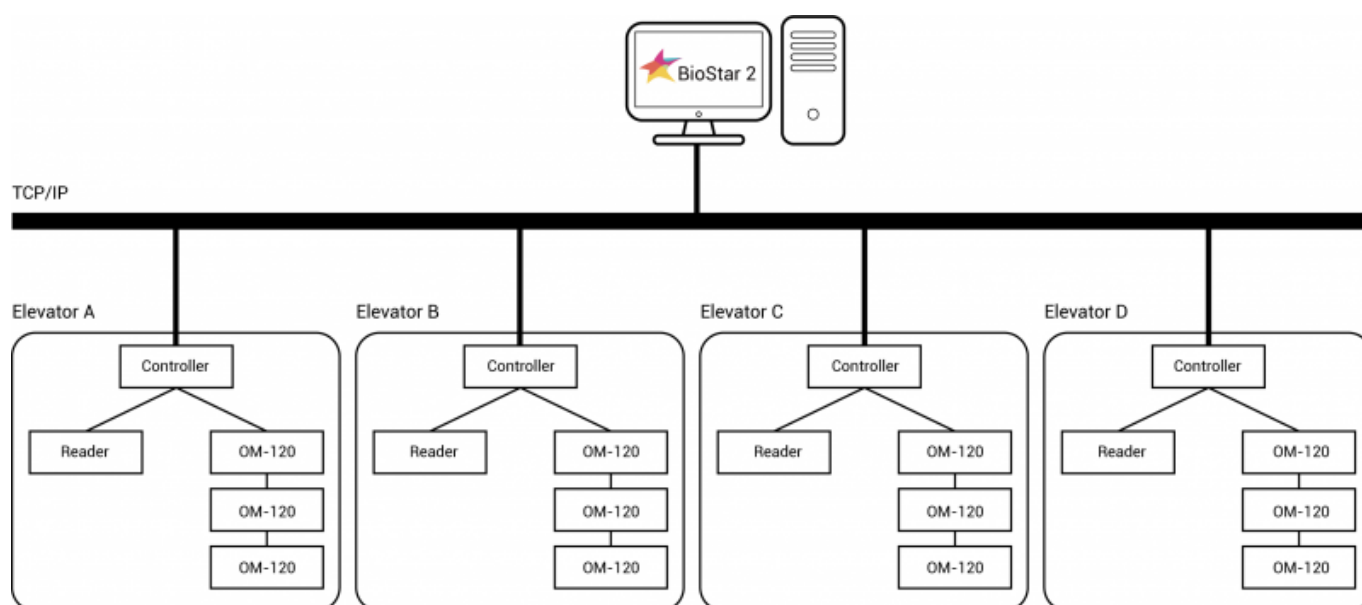 BioStar 2
TCP/IP
Elevator A
Elevator B
Elevator C
Elevator D
Controller
Controller
Controller
Controller
Reader
OM-120
Reader
OM-120
Reader
OM-120
Reader
OM-120
OM-120
OM-120
OM-120
OM-120
OM-120
OM-120
OM-120
OM-120